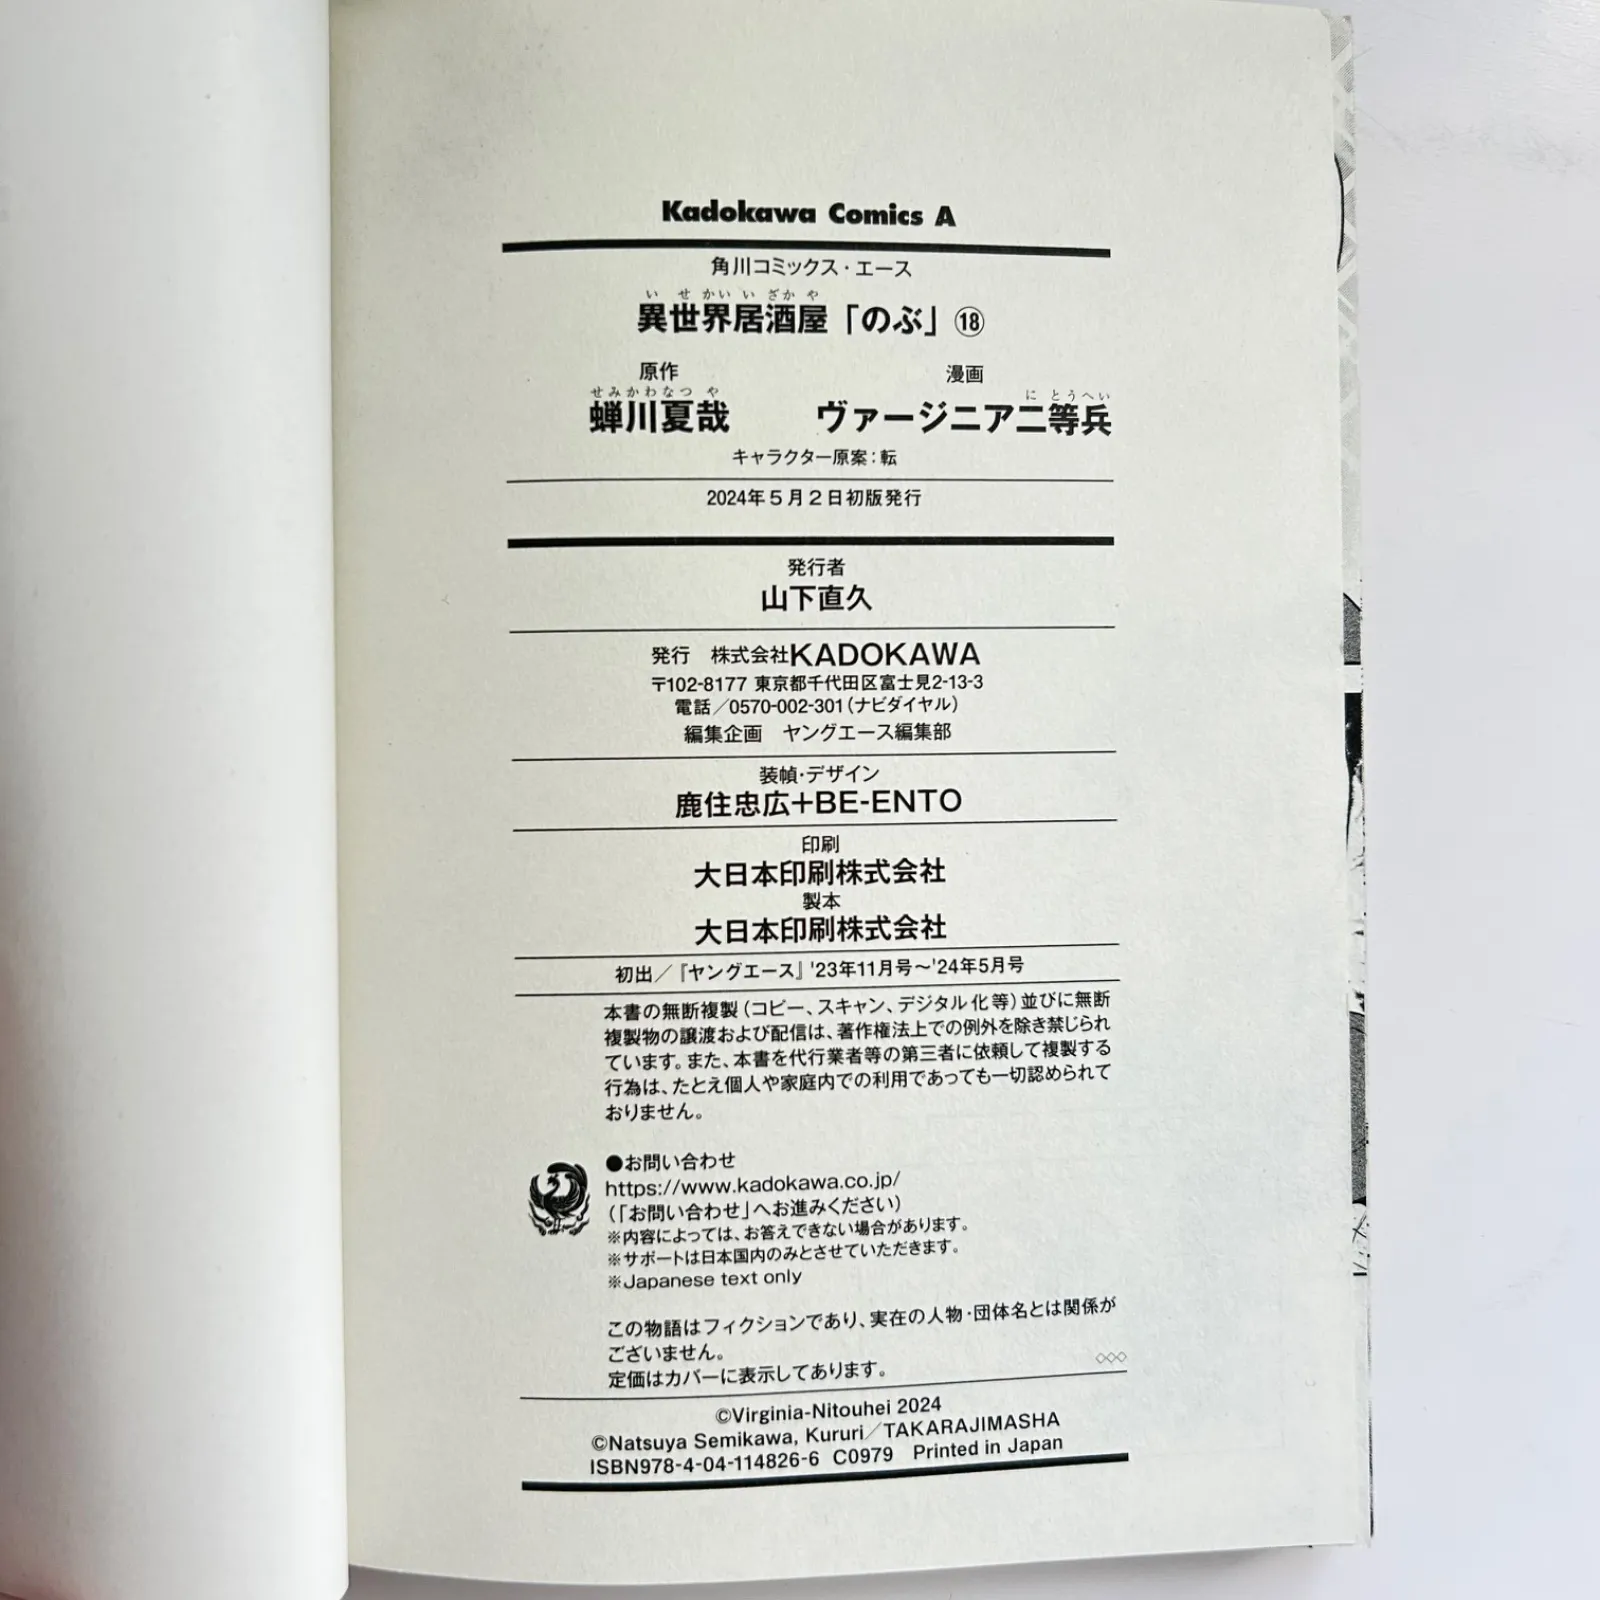 Kadokawa Comics A
角川コミックス・エース
いせかいいざかや
異世界居酒屋「のぶ」⑱
原作 漫画
せみかわなつや にとうへい
蝉川夏哉 ヴァージニア二等兵
キャラクター原案：転
2024年5月2日初版発行
発行者
山下直久
発行 株式会社KADOKAWA
〒102-8177 東京都千代田区富士見2-13-3
電話／0570-002-301（ナビダイヤル）
編集企画 ヤングエース編集部
装幀・デザイン
鹿住忠広+BE-ENTO
印刷
大日本印刷株式会社
製本
大日本印刷株式会社
初出／『ヤングエース』'23年11月号～'24年5月号
本書の無断複製（コピー、スキャン、デジタル化等）並びに無断
複製物の譲渡および配信は、著作権法上での例外を除き禁じられ
ています。また、本書を代行業者等の第三者に依頼して複製する
行為は、たとえ個人や家庭内での利用であっても一切認められて
おりません。
●お問い合わせ
https://www.kadokawa.co.jp/
（「お問い合わせ」へお進みください）
※内容によっては、お答えできない場合があります。
※サポートは日本国内のみとさせていただきます。
※Japanese text only
この物語はフィクションであり、実在の人物・団体名とは関係が
ございません。
定価はカバーに表示してあります。
◇◇◇
©Virginia-Nitouhei 2024
©Natsuya Semikawa, Kururi／TAKARAJIMASHA
ISBN978-4-04-114826-6 C0979 Printed in Japan